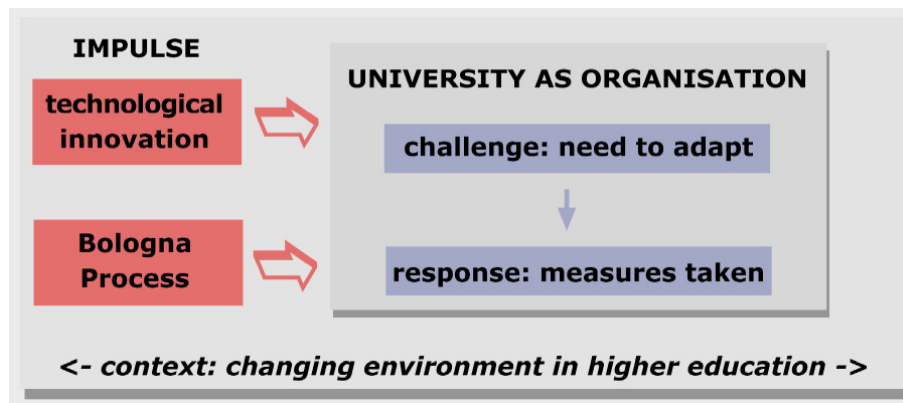 IMPULSE
technological
innovation
Bologna
Process
UNIVERSITY AS ORGANISATION
challenge: need to adapt
response: measures taken
<- context: changing environment in higher education ->